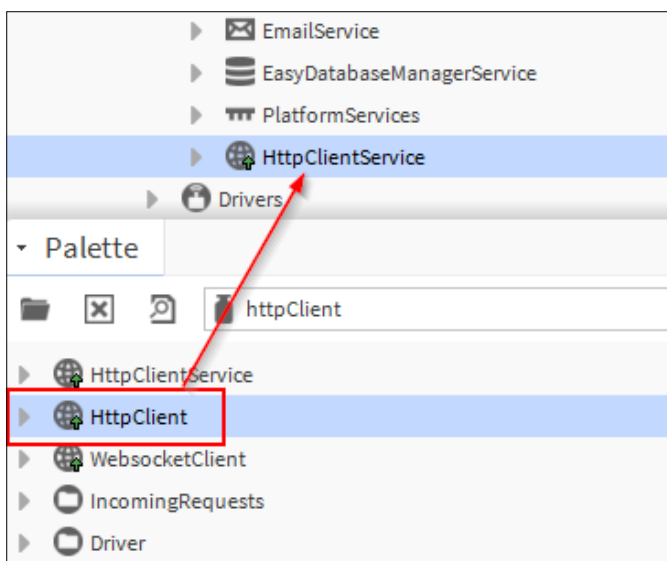 EmailService
EasyDatabaseManagerService
PlatformServices
HttpClientService
Drivers
Palette
httpClient
HttpClientService
HttpClient
WebsocketClient
IncomingRequests
Driver